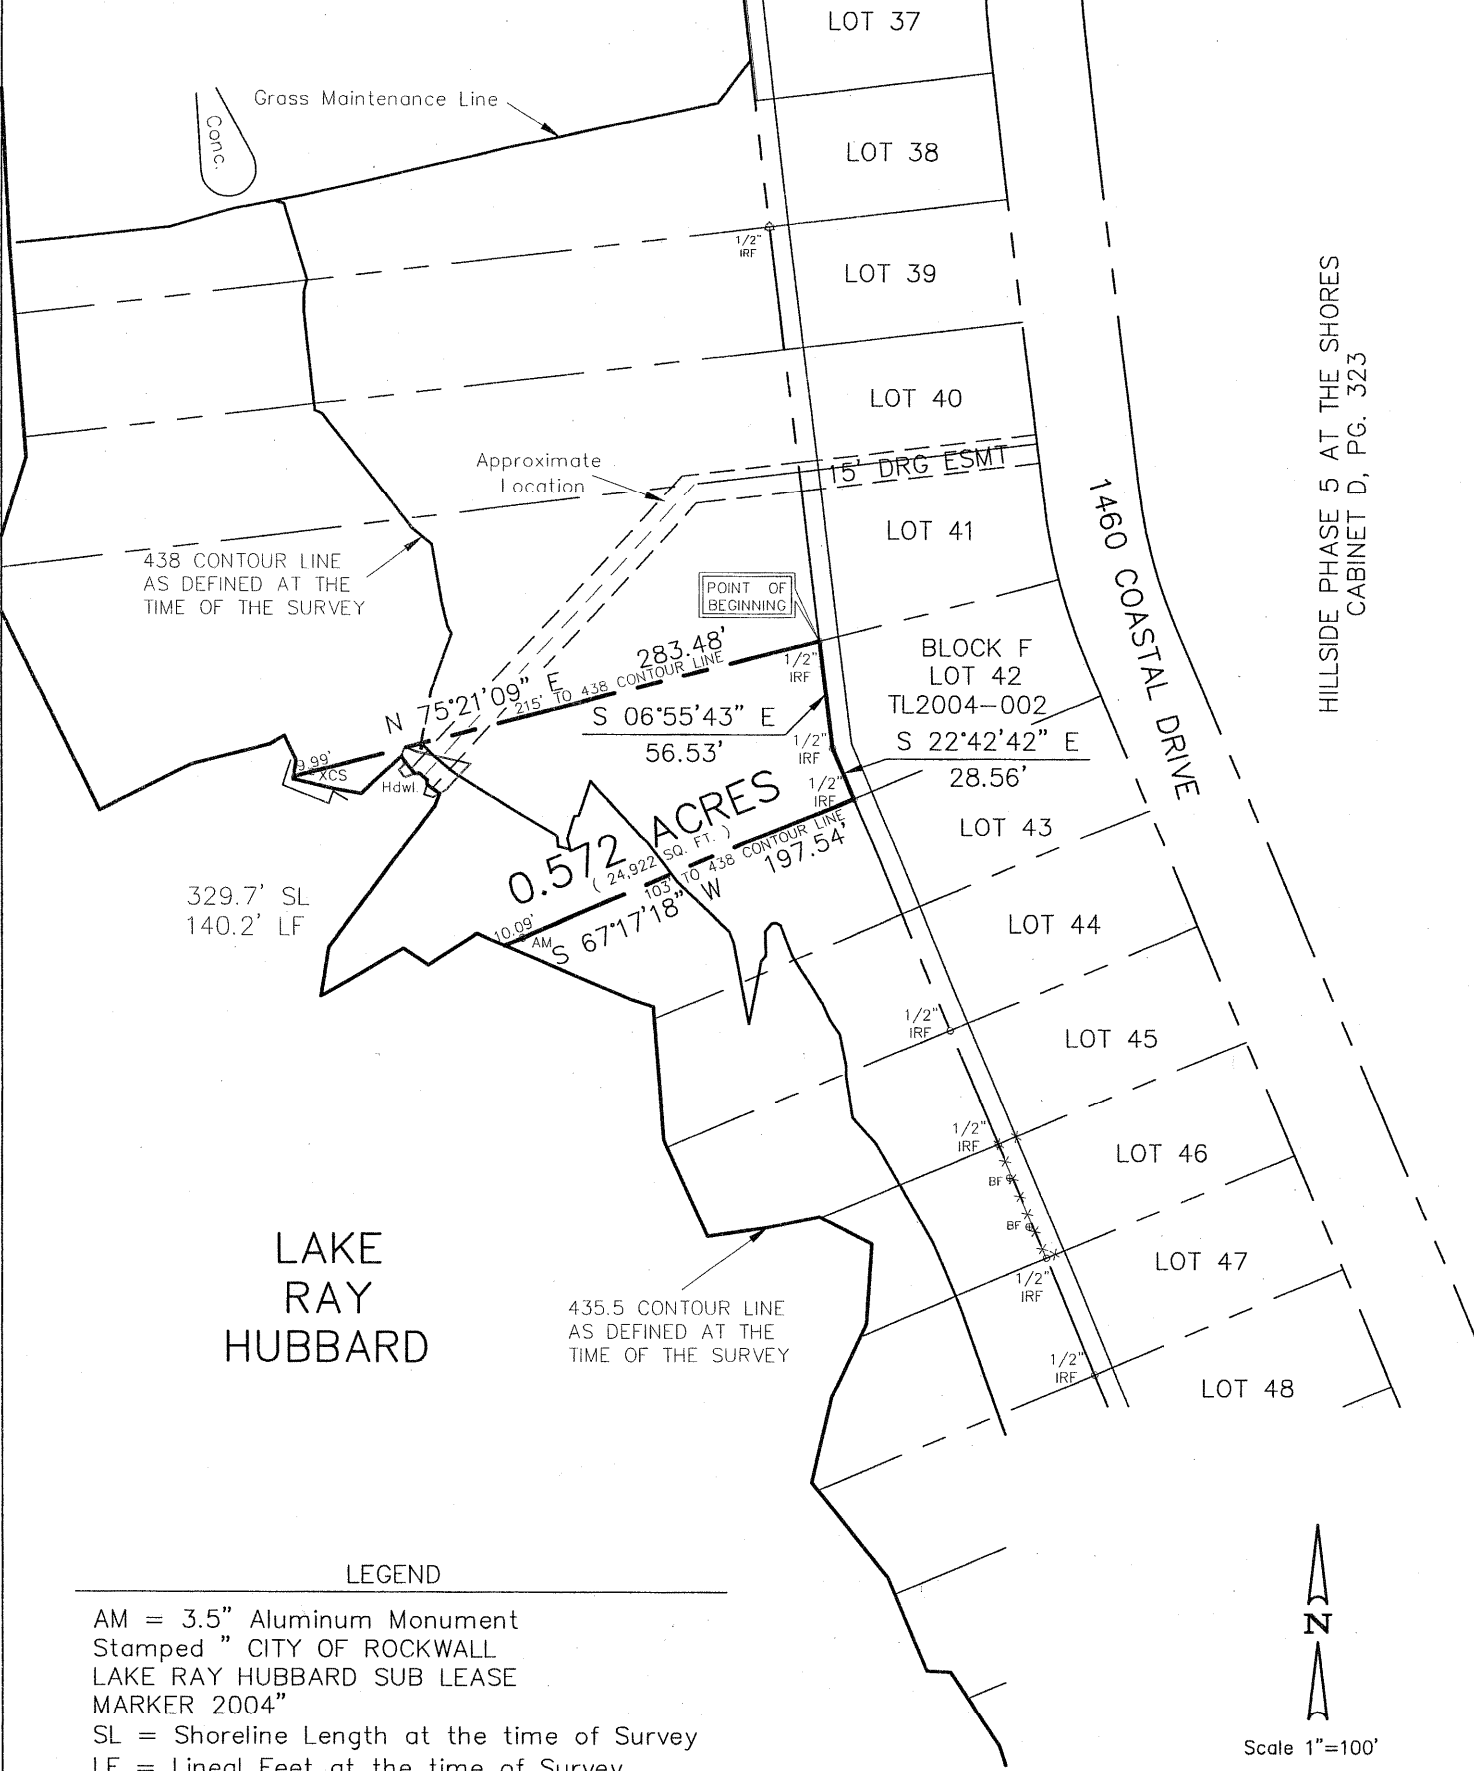 LOT 37
Grass Maintenance Line
Conc.
LOT 38
1/2"
IRF
LOT 39
HILLSIDE PHASE 5 AT THE SHORES
CABINET D, PG. 323
LOT 40
Approximate
Location
15' DRG ESMT
LOT 41
1460 COASTAL DRIVE
438 CONTOUR LINE
AS DEFINED AT THE
TIME OF THE SURVEY
POINT OF
BEGINNING
N 75°21'09" E 283.48'
215' TO 438 CONTOUR LINE
1/2"
IRF
BLOCK F
LOT 42
TL2004-002
S 06°55'43" E
56.53'
1/2"
IRF
S 22°42'42" E
28.56'
9.99'
XCS
Hdwl.
1/2"
IRF
0.572 ACRES
( 24,922 SQ. FT. )
103' TO 438 CONTOUR LINE
S 67°17'18" W 197.54'
10.09'
AM
LOT 43
329.7' SL
140.2' LF
LOT 44
1/2"
IRF
LOT 45
1/2"
IRF
LOT 46
BF
BF
LOT 47
1/2"
IRF
LAKE
RAY
HUBBARD
435.5 CONTOUR LINE
AS DEFINED AT THE
TIME OF THE SURVEY
1/2"
IRF
LOT 48
LEGEND
AM = 3.5" Aluminum Monument
Stamped " CITY OF ROCKWALL
LAKE RAY HUBBARD SUB LEASE
MARKER 2004"
SL = Shoreline Length at the time of Survey
LF = Lineal Feet at the time of Survey
N
Scale 1"=100'